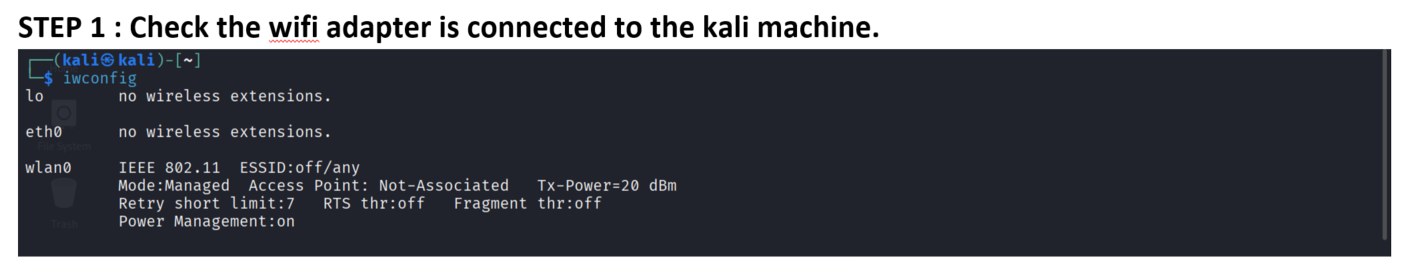 STEP 1 : Check the wifi adapter is connected to the kali machine.
┌──(kali㉿kali)-[~]
└─$ iwconfig
lo        no wireless extensions.
eth0      no wireless extensions.
File System
wlan0     IEEE 802.11  ESSID:off/any
          Mode:Managed  Access Point: Not-Associated   Tx-Power=20 dBm
          Retry short limit:7   RTS thr:off   Fragment thr:off
          Power Management:on
Trash